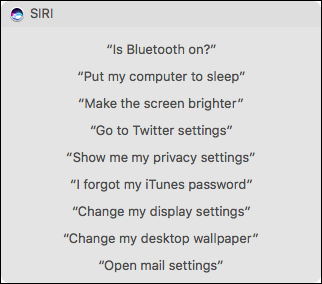 SIRI
“Is Bluetooth on?”
“Put my computer to sleep”
“Make the screen brighter”
“Go to Twitter settings”
“Show me my privacy settings”
“I forgot my iTunes password”
“Change my display settings”
“Change my desktop wallpaper”
“Open mail settings”